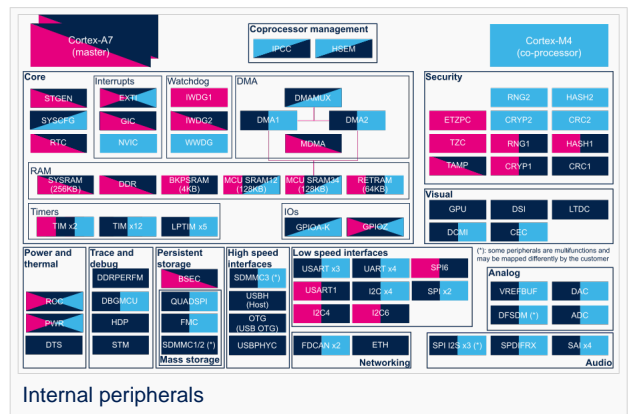 Cortex-A7
(master)
Coprocessor management
IPCC
HSEM
Cortex-M4
(co-processor)
Core
STGEN
SYSCFG
RTC
Interrupts
EXTI
GIC
NVIC
Watchdog
IWDG1
IWDG2
WWDG
DMA
DMAMUX
DMA1
DMA2
MDMA
RAM
SYSRAM
(256KB)
DDR
BKPSRAM
(4KB)
MCU SRAM12
(128KB)
MCU SRAM34
(128KB)
RETRAM
(64KB)
Timers
TIM x2
TIM x12
LPTIM x5
IOs
GPIOA-K
GPIOZ
Security
RNG2
HASH2
ETZPC
CRYP2
CRC2
TZC
RNG1
HASH1
TAMP
CRYP1
CRC1
Visual
GPU
DSI
LTDC
DCMI
CEC
Power and
thermal
RCC
PWR
DTS
Trace and
debug
DDRPERFM
DBGMCU
HDP
STM
Persistent
storage
BSEC
QUADSPI
FMC
SDMMC1/2 (*)
Mass storage
High speed
interfaces
SDMMC3 (*)
USBH
(Host)
OTG
(USB OTG)
USBPHYC
Low speed interfaces
USART x3
UART x4
SPI6
USART1
I2C x4
SPI x2
I2C4
I2C6
FDCAN x2
ETH
Networking
(*): some peripherals are multifunctions and
may be mapped differently by the customer
Analog
VREFBUF
DAC
DFSDM (*)
ADC
SPI I2S x3 (*)
SPDIFRX
SAI x4
Audio
Internal peripherals